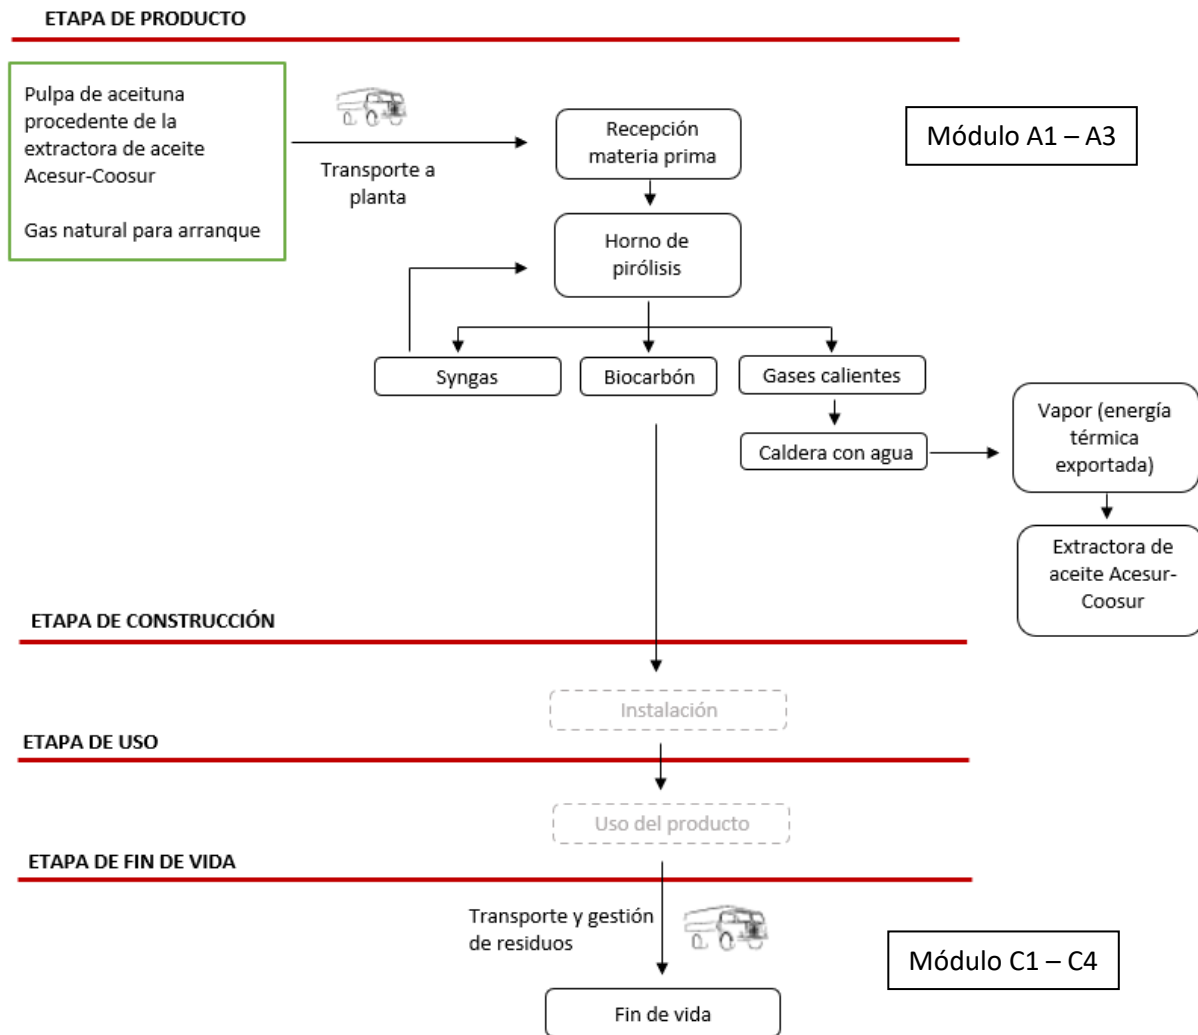 ETAPA DE PRODUCTO
Pulpa de aceituna
procedente de la
extractora de aceite
Acesur-Coosur
Gas natural para arranque
Transporte a
planta
Recepción
materia prima
Módulo A1 – A3
Horno de
pirólisis
Syngas
Biocarbón
Gases calientes
Caldera con agua
Vapor (energía
térmica
exportada)
Extractora de
aceite Acesur-
Coosur
ETAPA DE CONSTRUCCIÓN
Instalación
ETAPA DE USO
Uso del producto
ETAPA DE FIN DE VIDA
Transporte y gestión
de residuos
Módulo C1 – C4
Fin de vida